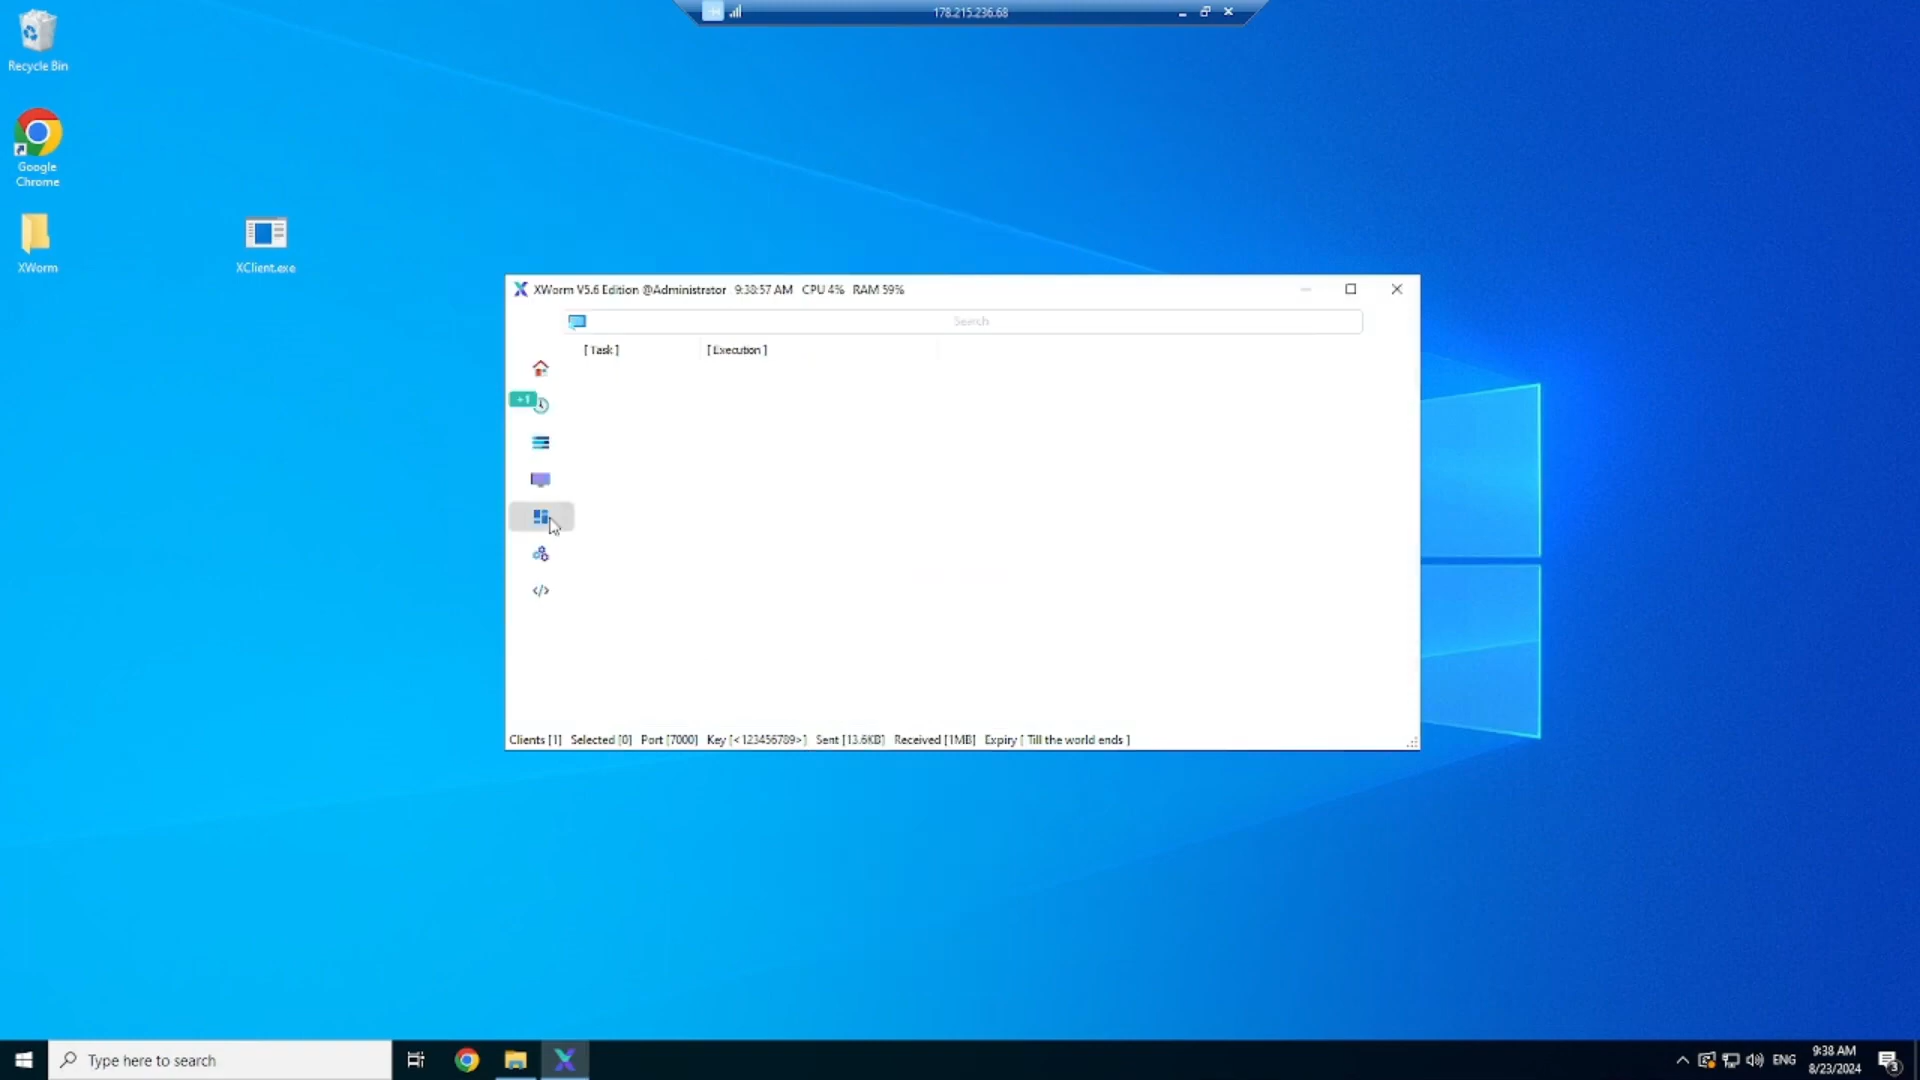 178.215.236.68
Recycle Bin
Google
Chrome
XWorm
XClient.exe
XWorm V5.6 Edition @Administrator 9:38:57 AM CPU 4% RAM 59%
Search
[ Task ] [ Execution ]
+1
Clients [1] Selected [0] Port [7000] Key [<123456789>] Sent [13.6KB] Received [1MB] Expiry [ Till the world ends ]
Type here to search
ENG
9:38 AM
8/23/2024
3